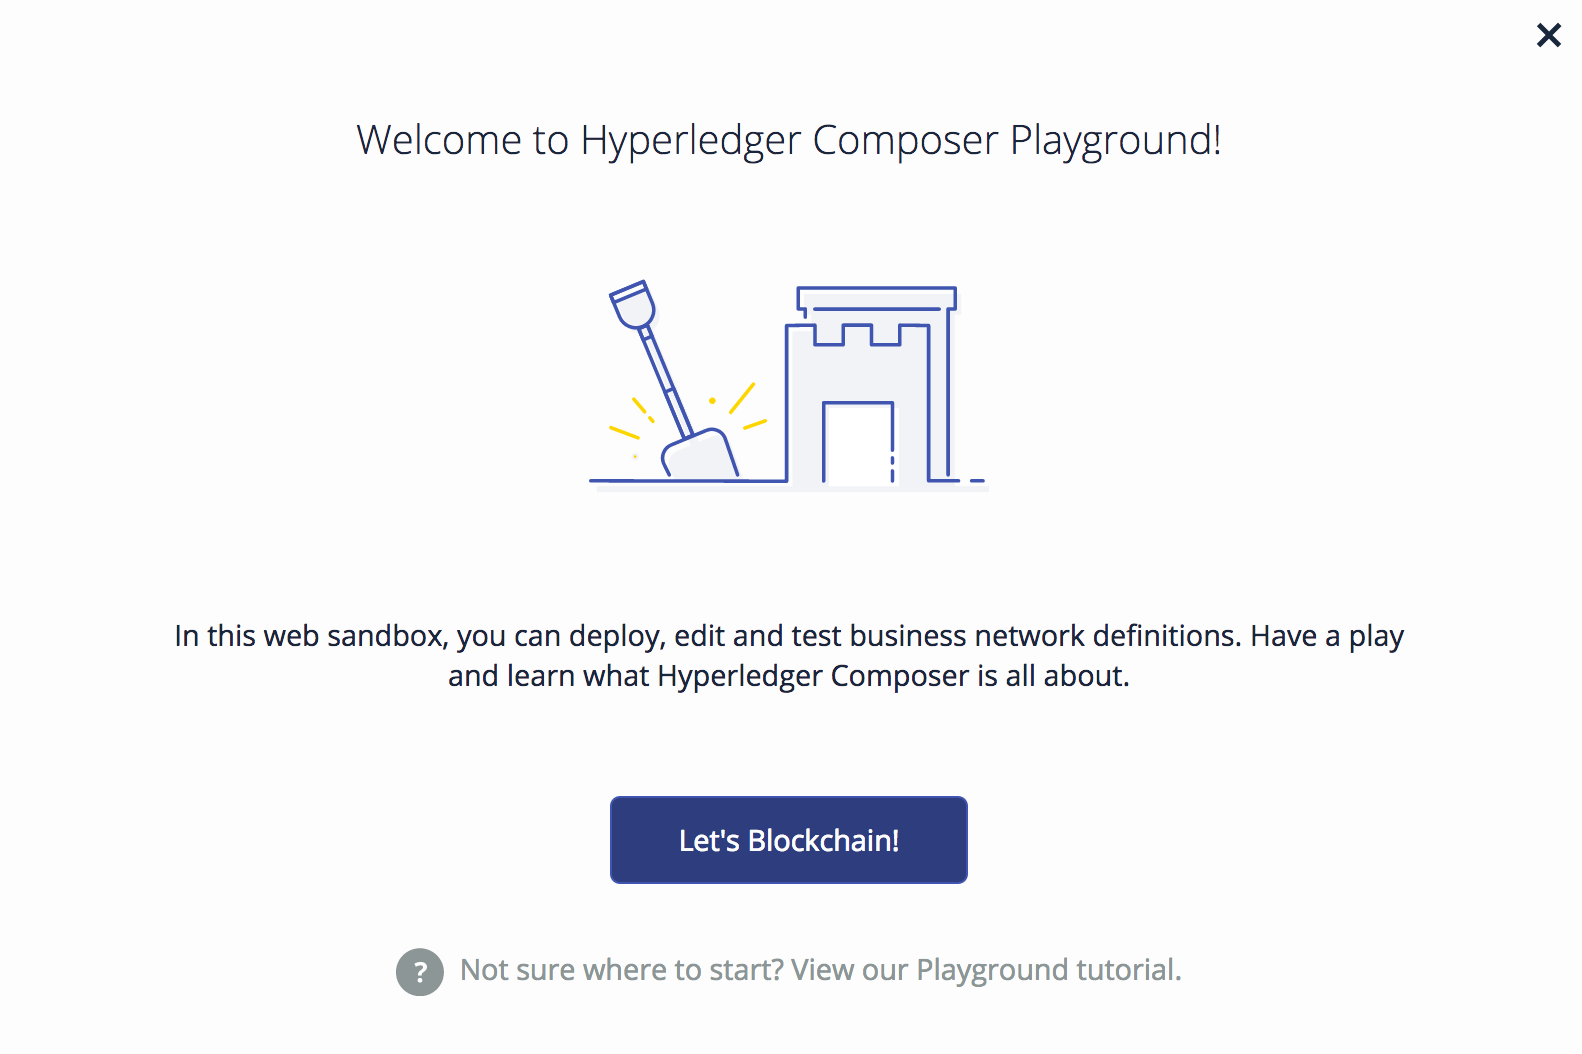 Welcome to Hyperledger Composer Playground!
In this web sandbox, you can deploy, edit and test business network definitions. Have a play
and learn what Hyperledger Composer is all about.
Let's Blockchain!
? Not sure where to start? View our Playground tutorial.